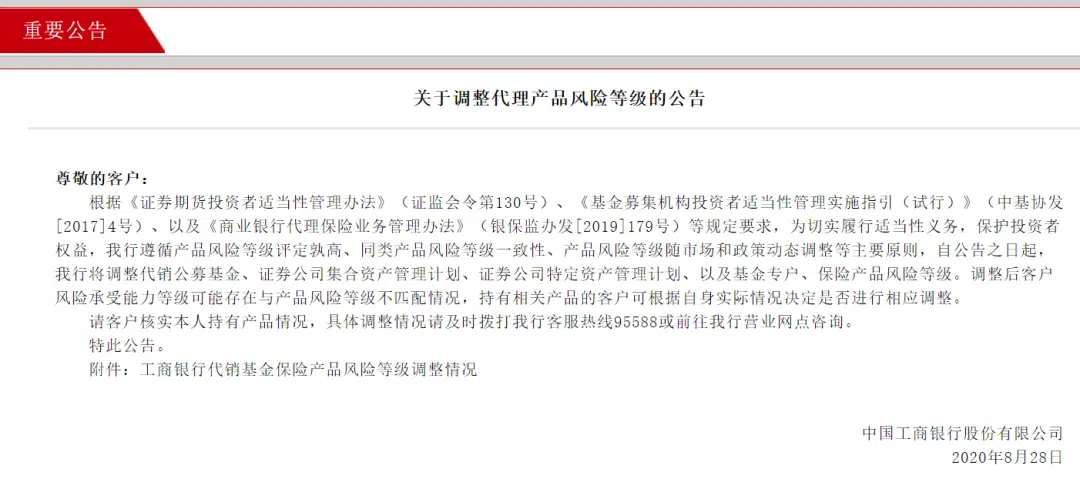 重要公告
关于调整代理产品风险等级的公告
尊敬的客户：
根据《证券期货投资者适当性管理办法》（证监会令第130号）、《基金募集机构投资者适当性管理实施指引（试行）》（中基协发
[2017]4号）、以及《商业银行代理保险业务管理办法》（银保监办发[2019]179号）等规定要求，为切实履行适当性义务，保护投资者
权益，我行遵循产品风险等级评定孰高、同类产品风险等级一致性、产品风险等级随市场和政策动态调整等主要原则，自公告之日起，
我行将调整代销公募基金、证券公司集合资产管理计划、证券公司特定资产管理计划、以及基金专户、保险产品风险等级。调整后客户
风险承受能力等级可能存在与产品风险等级不匹配情况，持有相关产品的客户可根据自身实际情况决定是否进行相应调整。
请客户核实本人持有产品情况，具体调整情况请及时拨打我行客服热线95588或前往我行营业网点咨询。
特此公告。
附件：工商银行代销基金保险产品风险等级调整情况
中国工商银行股份有限公司
2020年8月28日